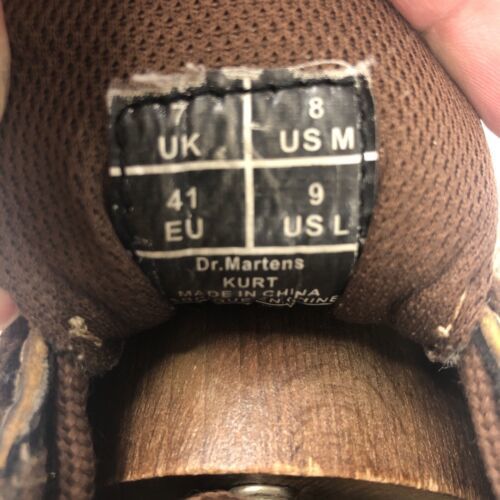 7 UK
8 US M
41 EU
9 US L
Dr.Martens
KURT
MADE IN CHINA